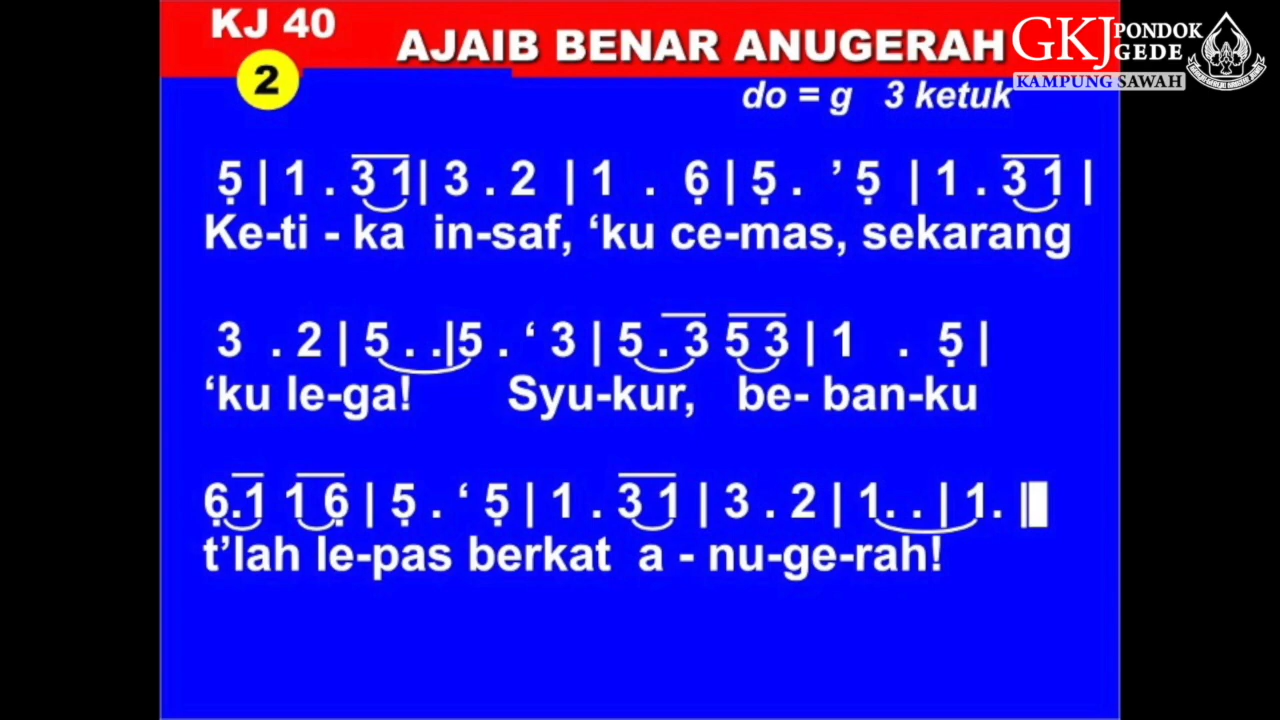 KJ 40
AJAIB BENAR ANUGERAH
GKJ PONDOK GEDE
KAMPUNG SAWAH
2
do = g 3 ketuk
5̣ | 1 . 3 1 | 3 . 2 | 1 . 6̣ | 5̣ . ’ 5̣ | 1 . 3 1 |
Ke-ti - ka in-saf, ‘ku ce-mas, sekarang
3 . 2 | 5 . . | 5 . ‘ 3 | 5 . 3 5 3 | 1 . 5̣ |
‘ku le-ga! Syu-kur, be- ban-ku
6̣ . 1 1 6̣ | 5̣ . ‘ 5̣ | 1 . 3 1 | 3 . 2 | 1 . . | 1 . ||
t’lah le-pas berkat a - nu-ge-rah!